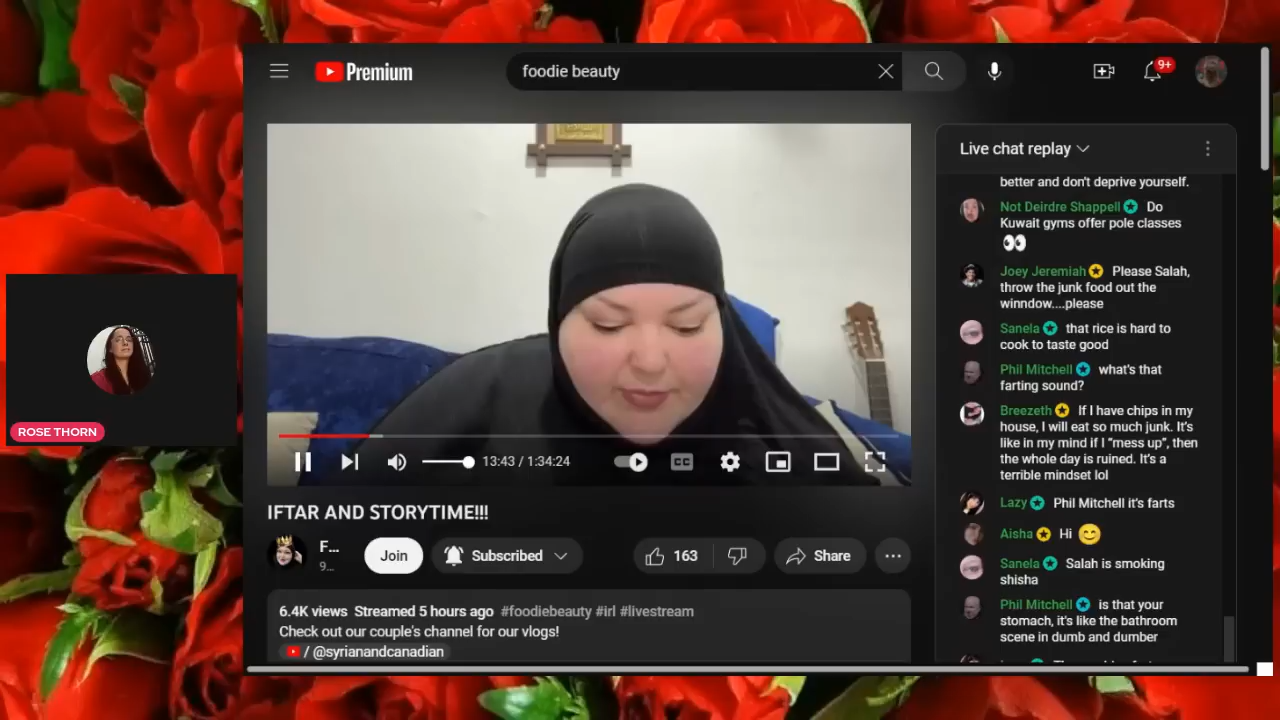 Premium
foodie beauty
9+
Live chat replay
better and don't deprive yourself.
Not Deirdre Shappell Do
Kuwait gyms offer pole classes
👀
Joey Jeremiah Please Salah,
throw the junk food out the
winndow....please
Sanela that rice is hard to
cook to taste good
Phil Mitchell what's that
farting sound?
Breezeth If I have chips in my
house, I will eat so much junk. It's
like in my mind if I "mess up", then
the whole day is ruined. It's a
terrible mindset lol
Lazy Phil Mitchell it's farts
Aisha Hi 😊
Sanela Salah is smoking
shisha
Phil Mitchell is that your
stomach, it's like the bathroom
scene in dumb and dumber
ROSE THORN
13:43 / 1:34:24
CC
IFTAR AND STORYTIME!!!
F...
9...
Join
Subscribed
163
Share
6.4K views Streamed 5 hours ago #foodiebeauty #irl #livestream
Check out our couple's channel for our vlogs!
/ @syrianandcanadian